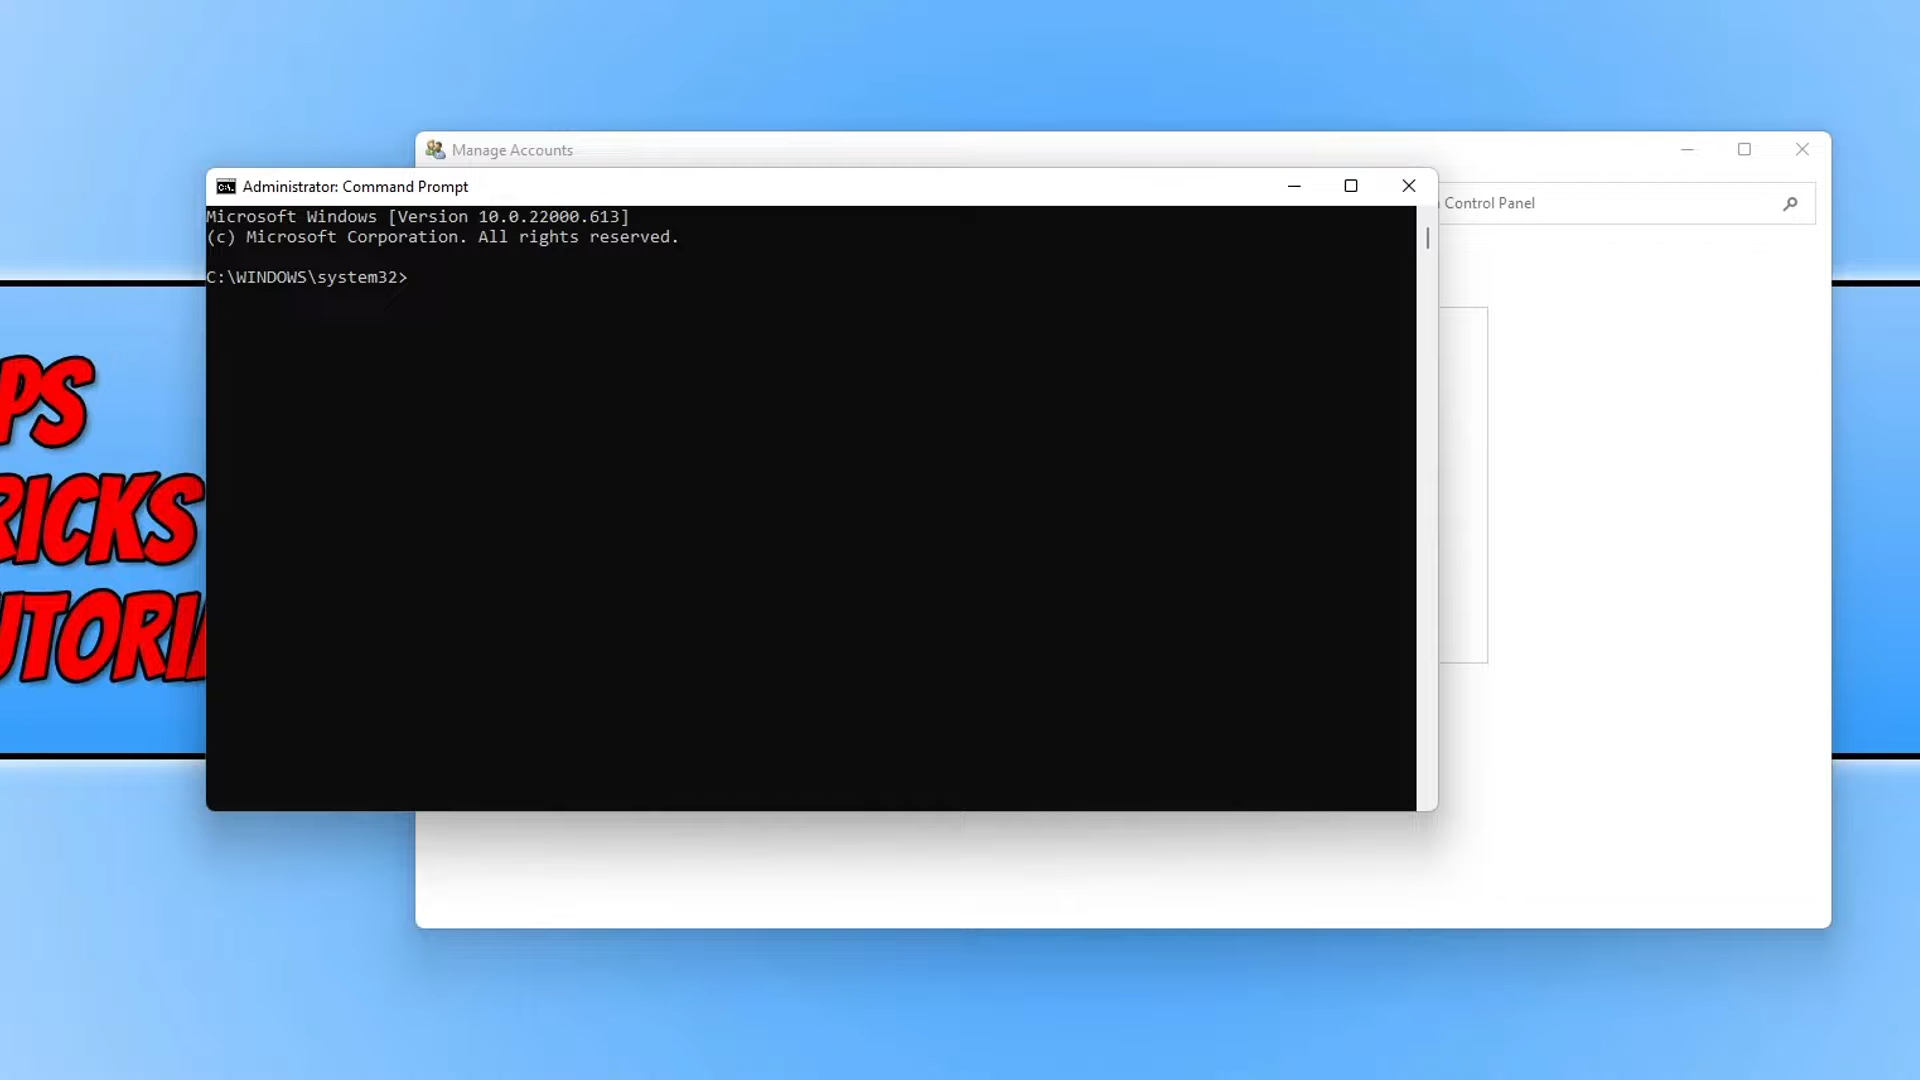 Manage Accounts
Administrator: Command Prompt
Control Panel
Microsoft Windows [Version 10.0.22000.613]
(c) Microsoft Corporation. All rights reserved.
C:\WINDOWS\system32>
PS
RICKS
UTORIA